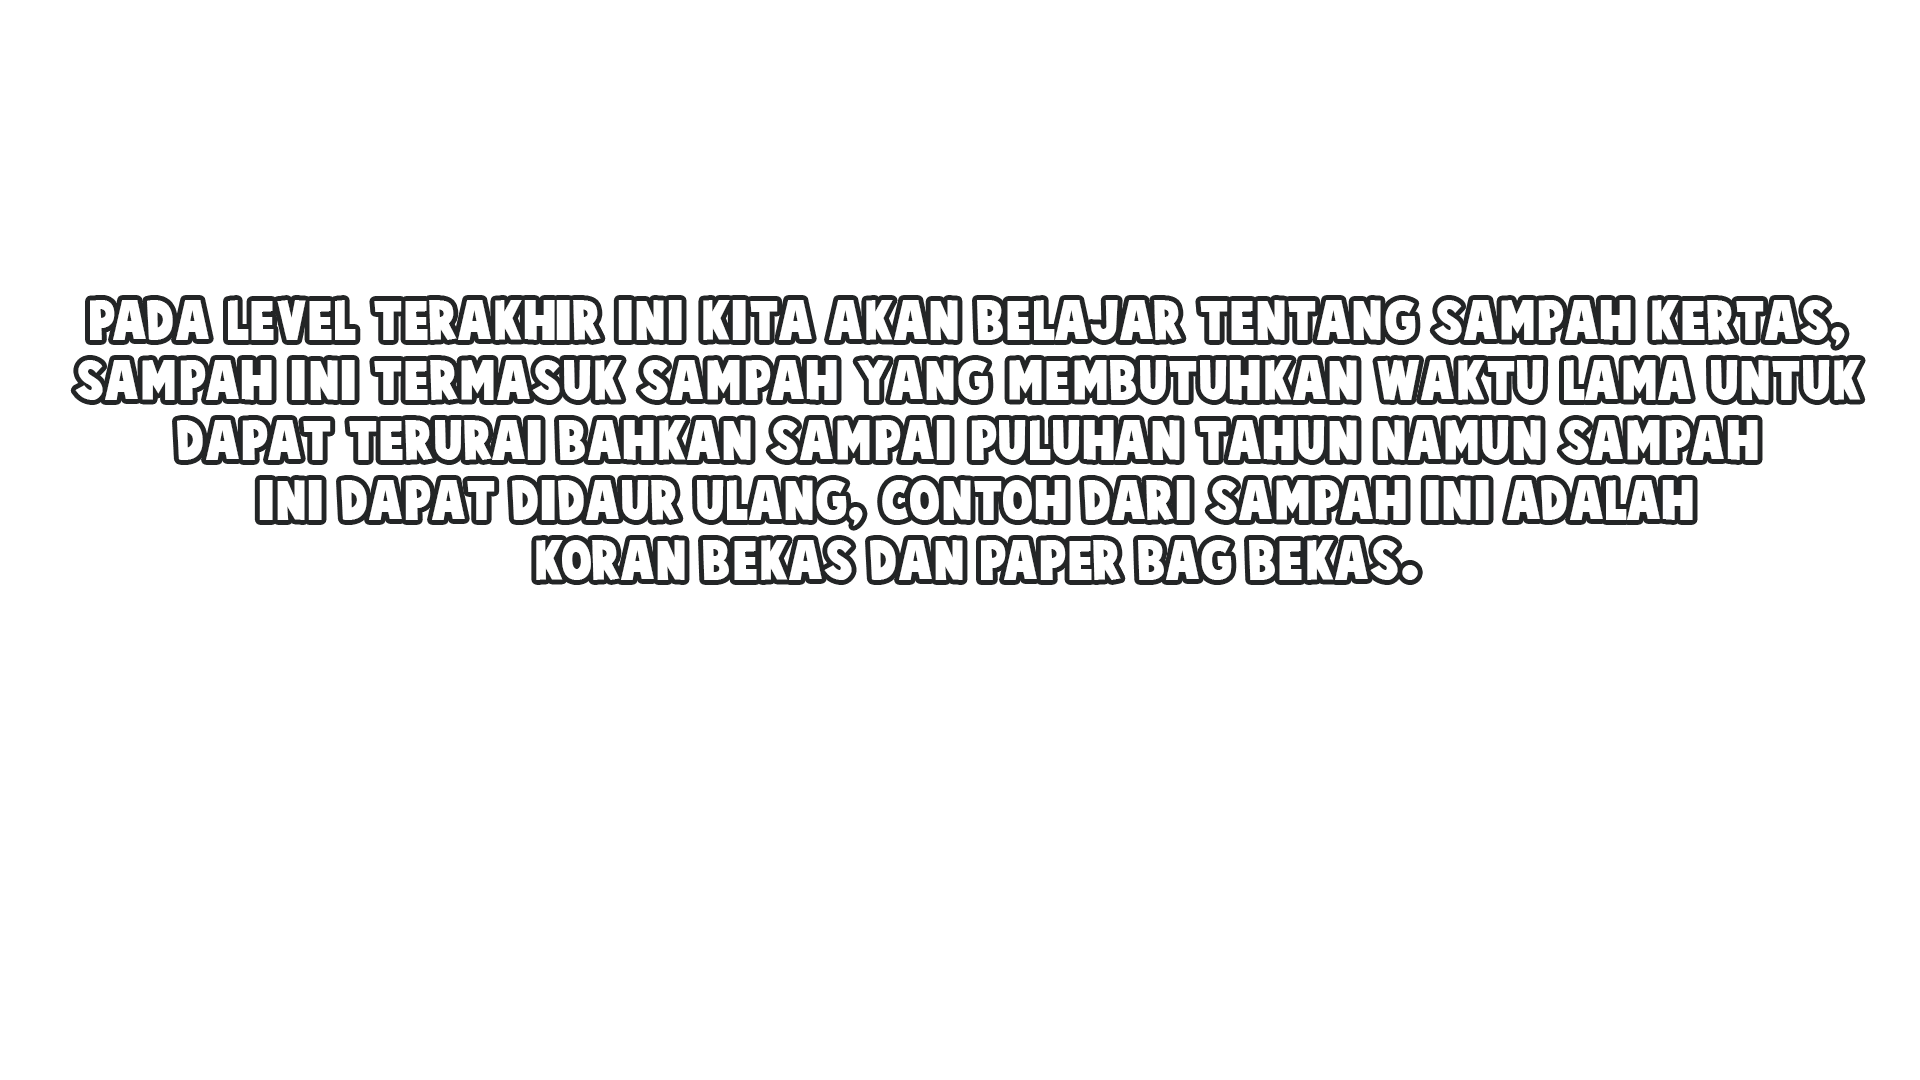 PADA LEVEL TERAKHIR INI KITA AKAN BELAJAR TENTANG SAMPAH KERTAS,
SAMPAH INI TERMASUK SAMPAH YANG MEMBUTUHKAN WAKTU LAMA UNTUK
DAPAT TERURAI BAHKAN SAMPAI PULUHAN TAHUN NAMUN SAMPAH
INI DAPAT DIDAUR ULANG, CONTOH DARI SAMPAH INI ADALAH
KORAN BEKAS DAN PAPER BAG BEKAS.